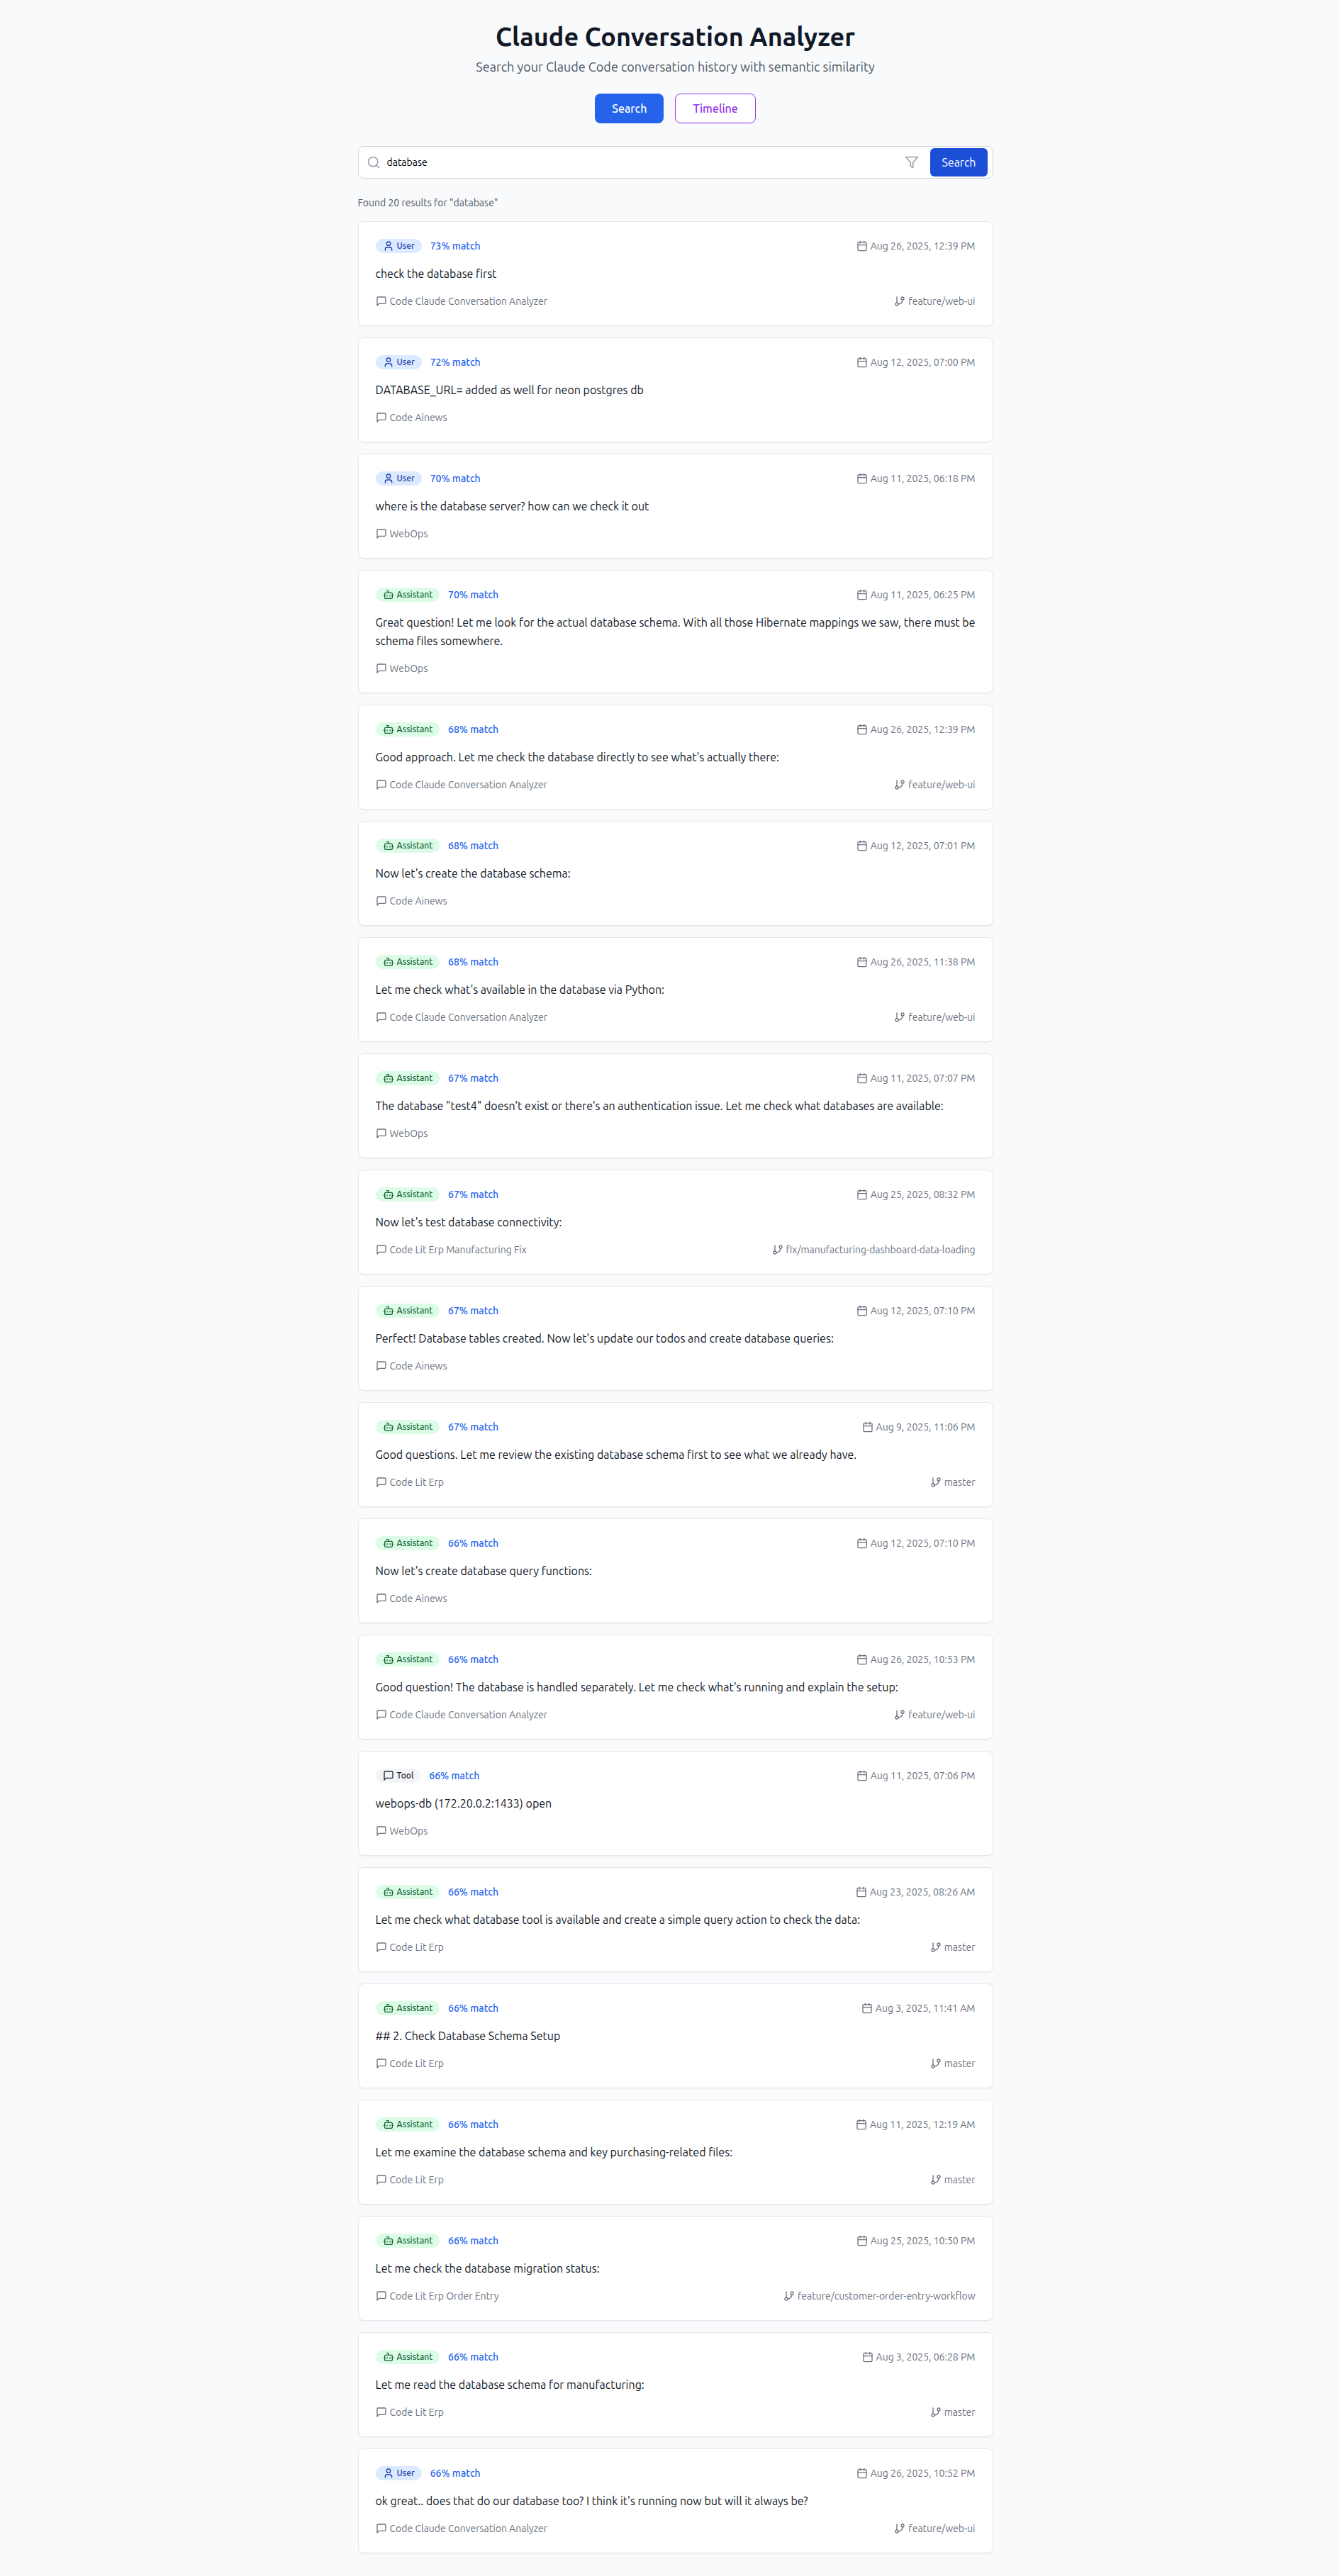 Claude Conversation Analyzer
Search your Claude Code conversation history with semantic similarity
Search Timeline
database Search
Found 20 results for "database"
User 73% match Aug 26, 2025, 12:39 PM
check the database first
Code Claude Conversation Analyzer feature/web-ui
User 72% match Aug 12, 2025, 07:00 PM
DATABASE_URL= added as well for neon postgres db
Code Ainews
User 70% match Aug 11, 2025, 06:18 PM
where is the database server? how can we check it out
WebOps
Assistant 70% match Aug 11, 2025, 06:25 PM
Great question! Let me look for the actual database schema. With all those Hibernate mappings we saw, there must be
schema files somewhere.
WebOps
Assistant 68% match Aug 26, 2025, 12:39 PM
Good approach. Let me check the database directly to see what's actually there:
Code Claude Conversation Analyzer feature/web-ui
Assistant 68% match Aug 12, 2025, 07:01 PM
Now let's create the database schema:
Code Ainews
Assistant 68% match Aug 26, 2025, 11:38 PM
Let me check what's available in the database via Python:
Code Claude Conversation Analyzer feature/web-ui
Assistant 67% match Aug 11, 2025, 07:07 PM
The database "test4" doesn't exist or there's an authentication issue. Let me check what databases are available:
WebOps
Assistant 67% match Aug 25, 2025, 08:32 PM
Now let's test database connectivity:
Code Lit Erp Manufacturing Fix fix/manufacturing-dashboard-data-loading
Assistant 67% match Aug 12, 2025, 07:10 PM
Perfect! Database tables created. Now let's update our todos and create database queries:
Code Ainews
Assistant 67% match Aug 9, 2025, 11:06 PM
Good questions. Let me review the existing database schema first to see what we already have.
Code Lit Erp master
Assistant 66% match Aug 12, 2025, 07:10 PM
Now let's create database query functions:
Code Ainews
Assistant 66% match Aug 26, 2025, 10:53 PM
Good question! The database is handled separately. Let me check what's running and explain the setup:
Code Claude Conversation Analyzer feature/web-ui
Tool 66% match Aug 11, 2025, 07:06 PM
webops-db (172.20.0.2:1433) open
WebOps
Assistant 66% match Aug 23, 2025, 08:26 AM
Let me check what database tool is available and create a simple query action to check the data:
Code Lit Erp master
Assistant 66% match Aug 3, 2025, 11:41 AM
## 2. Check Database Schema Setup
Code Lit Erp master
Assistant 66% match Aug 11, 2025, 12:19 AM
Let me examine the database schema and key purchasing-related files:
Code Lit Erp master
Assistant 66% match Aug 25, 2025, 10:50 PM
Let me check the database migration status:
Code Lit Erp Order Entry feature/customer-order-entry-workflow
Assistant 66% match Aug 3, 2025, 06:28 PM
Let me read the database schema for manufacturing:
Code Lit Erp master
User 66% match Aug 26, 2025, 10:52 PM
ok great.. does that do our database too? I think it's running now but will it always be?
Code Claude Conversation Analyzer feature/web-ui